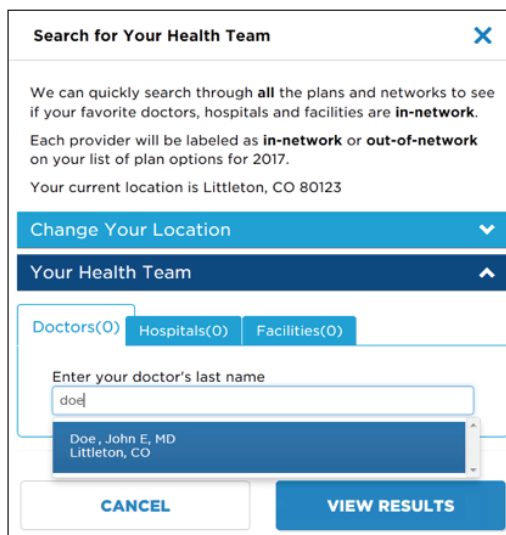 Search for Your Health Team
We can quickly search through all the plans and networks to see
if your favorite doctors, hospitals and facilities are in-network.
Each provider will be labeled as in-network or out-of-network
on your list of plan options for 2017.
Your current location is Littleton, CO 80123
Change Your Location
Your Health Team
Doctors(0) Hospitals(0) Facilities(0)
Enter your doctor's last name
doe
Doe , John E, MD
Littleton, CO
CANCEL VIEW RESULTS